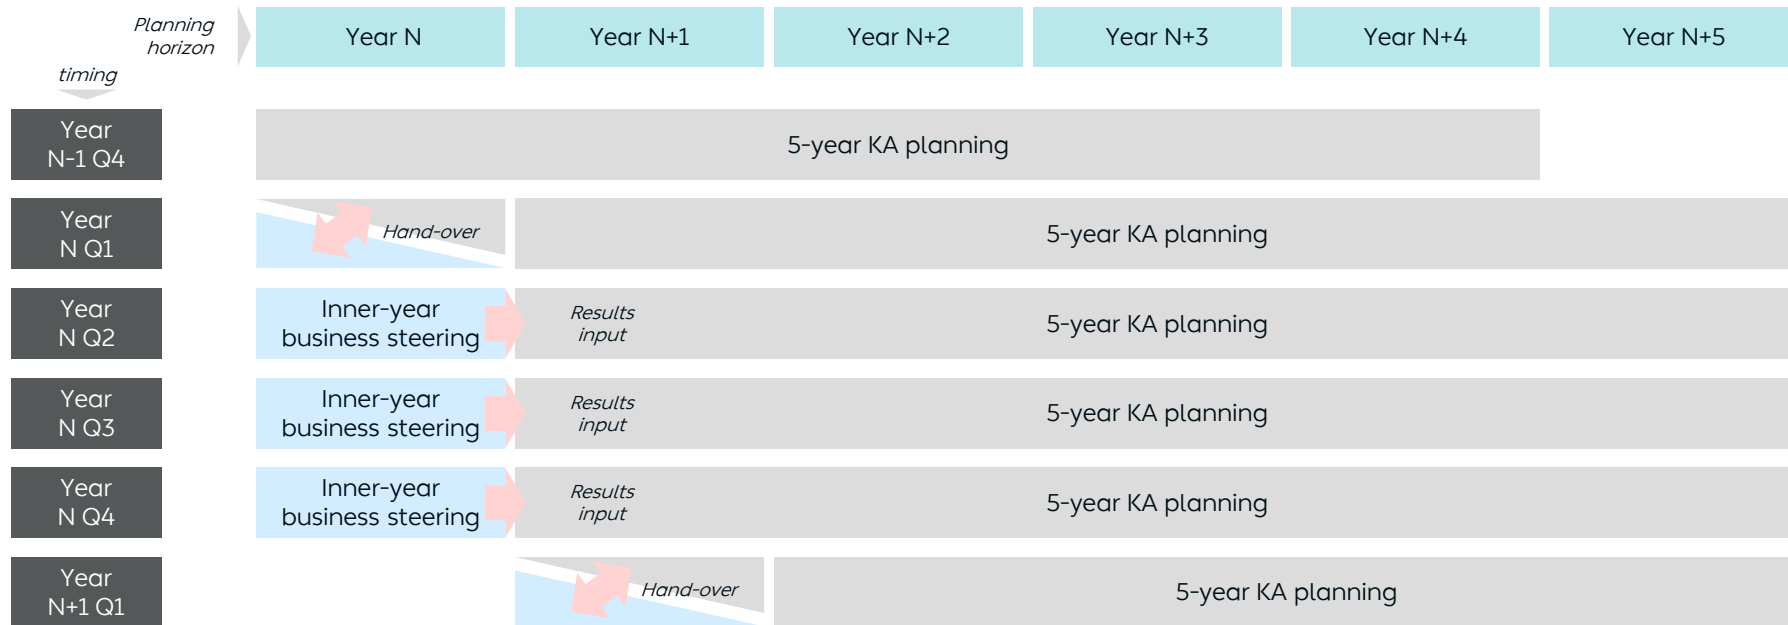 Planning
horizon
Year N
Year N+1
Year N+2
Year N+3
Year N+4
Year N+5
timing
Year
N-1 Q4
5-year KA planning
Year
N Q1
Hand-over
5-year KA planning
Year
N Q2
Inner-year
business steering
Results
input
5-year KA planning
Year
N Q3
Inner-year
business steering
Results
input
5-year KA planning
Year
N Q4
Inner-year
business steering
Results
input
5-year KA planning
Year
N+1 Q1
Hand-over
5-year KA planning